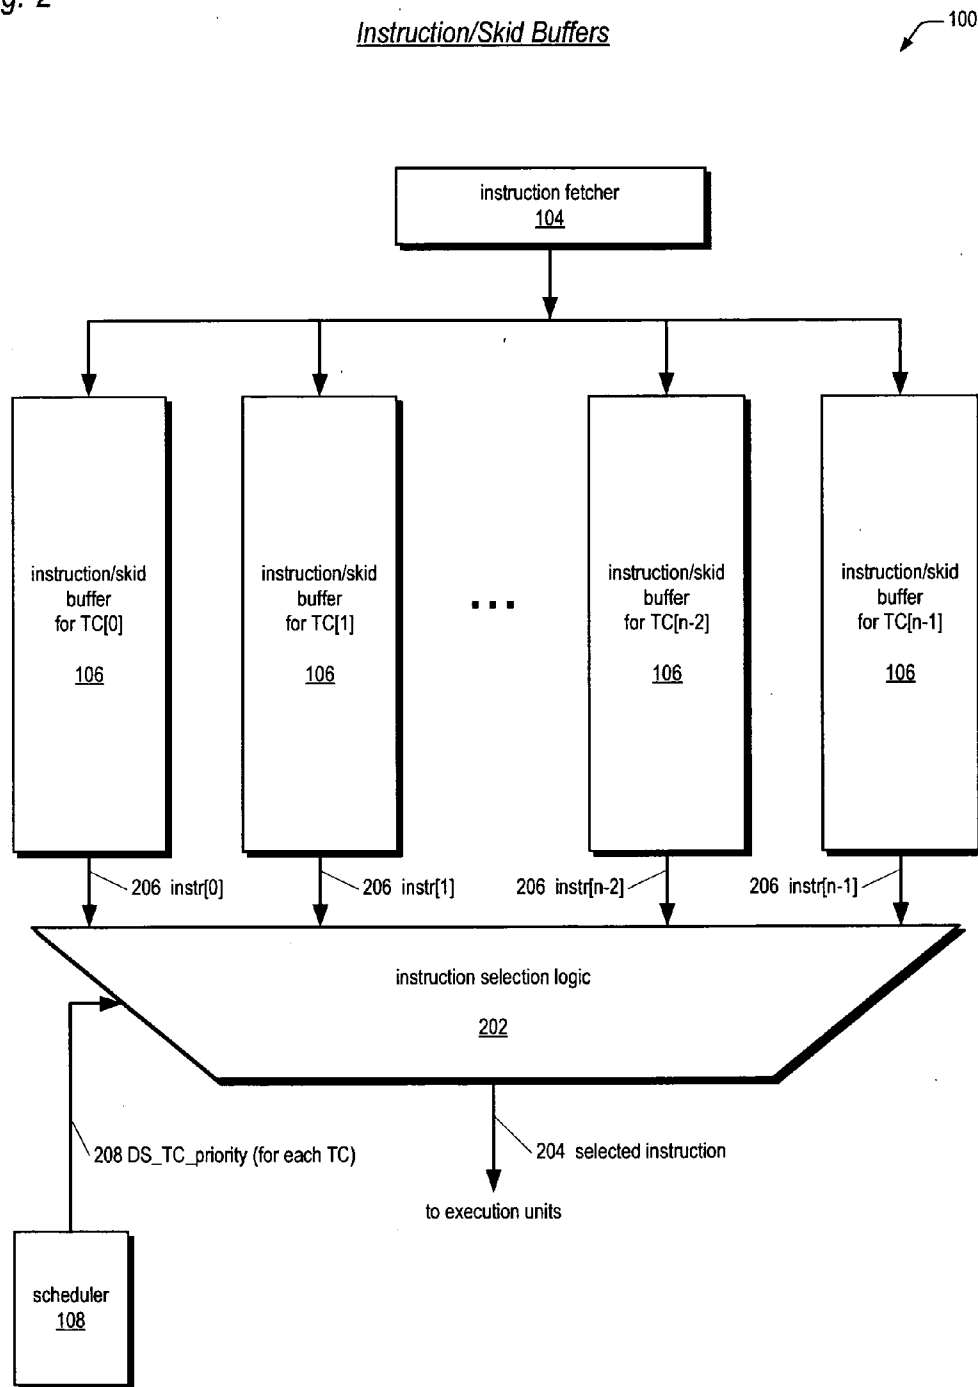 g. 2
Instruction/Skid Buffers
100
instruction fetcher
104
instruction/skid
buffer
for TC[0]
106
instruction/skid
buffer
for TC[1]
106
...
instruction/skid
buffer
for TC[n-2]
106
instruction/skid
buffer
for TC[n-1]
106
206 instr[0]
206 instr[1]
206 instr[n-2]
206 instr[n-1]
instruction selection logic
202
208 DS_TC_priority (for each TC)
204 selected instruction
to execution units
scheduler
108